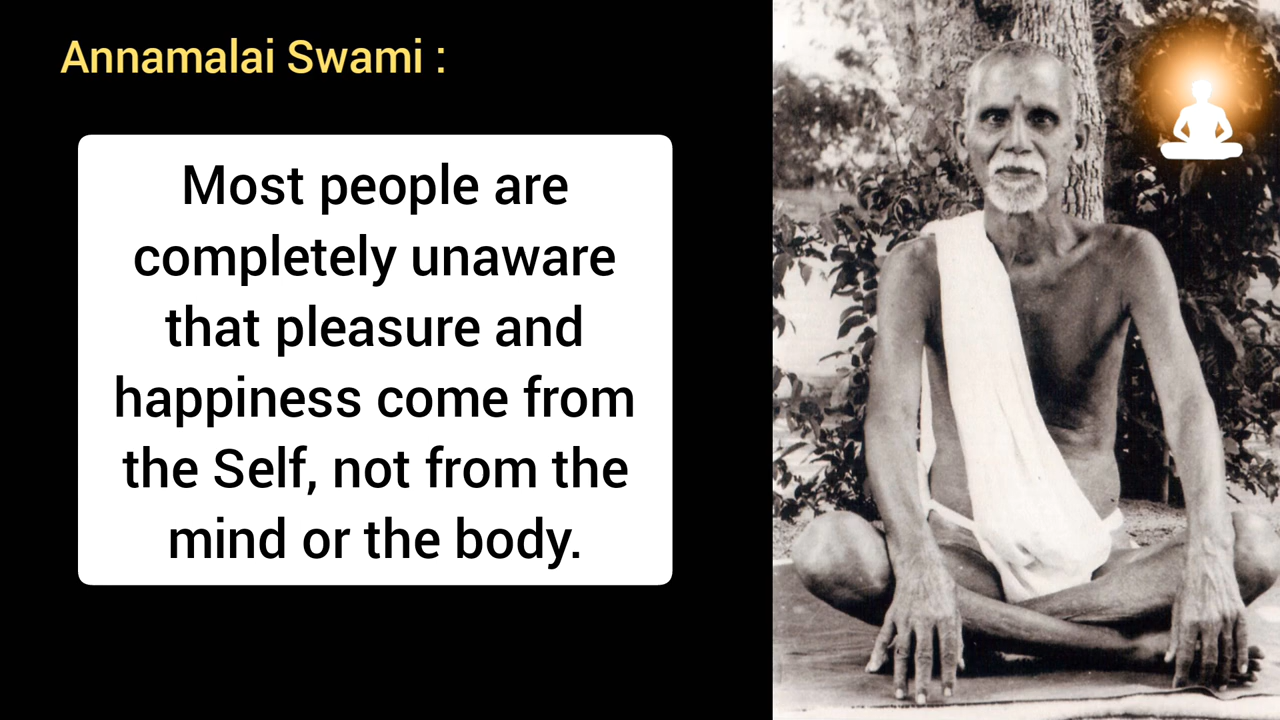 Annamalai Swami :
Most people are
completely unaware
that pleasure and
happiness come from
the Self, not from the
mind or the body.